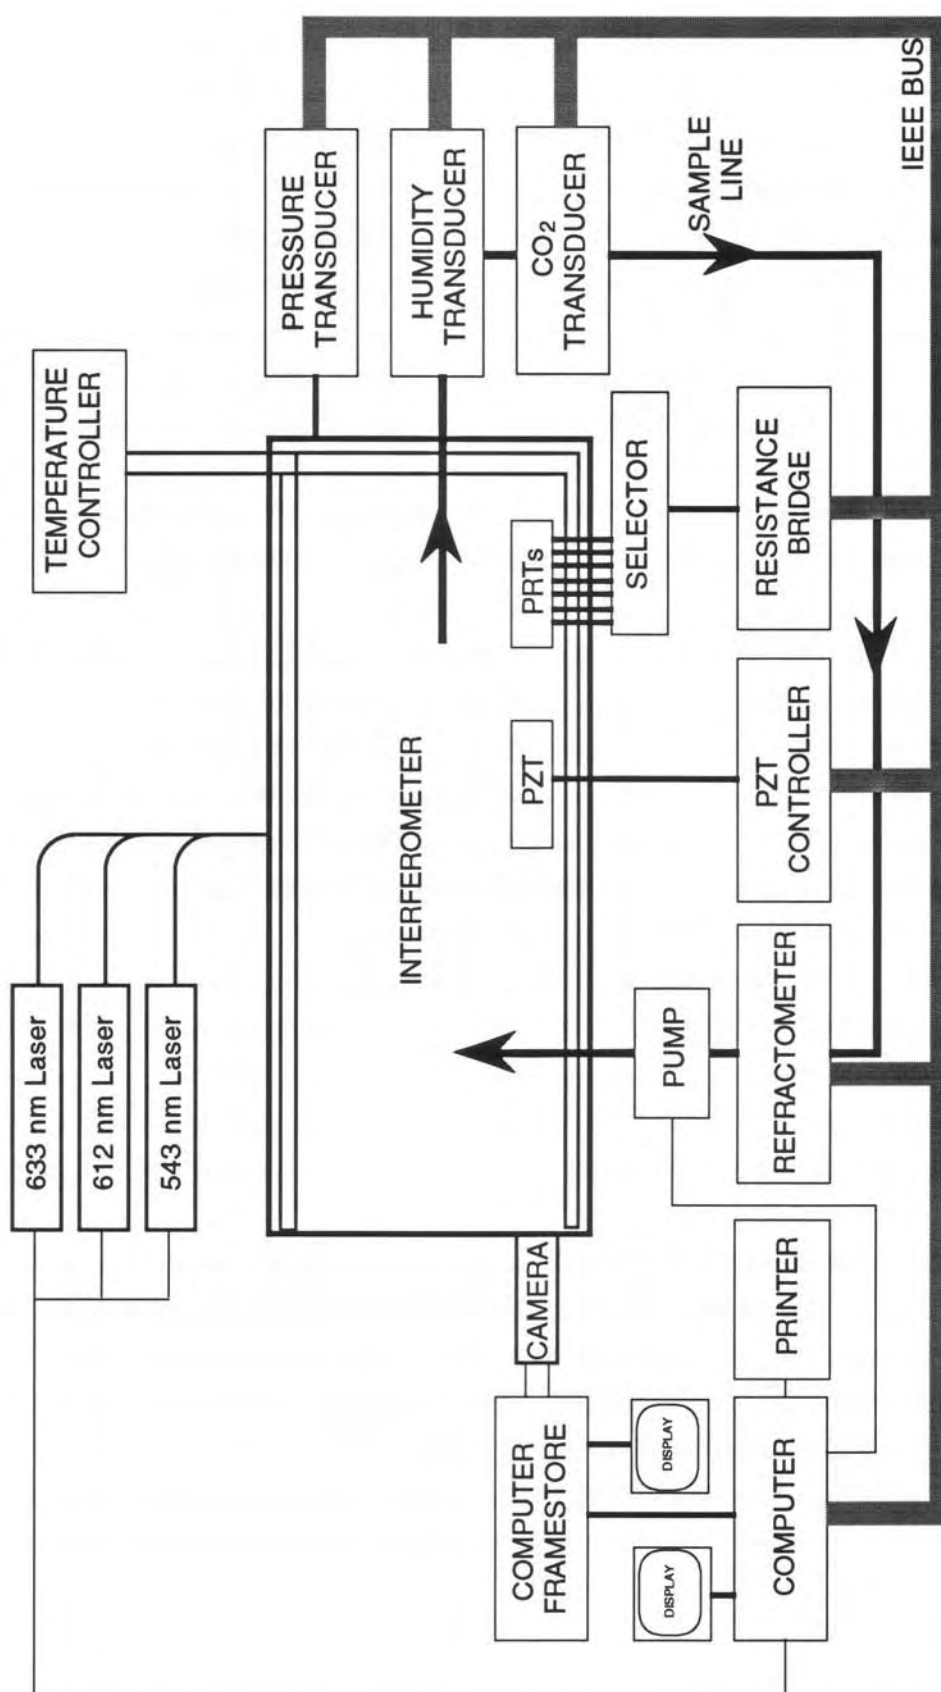 633 nm Laser
612 nm Laser
543 nm Laser
TEMPERATURE
CONTROLLER
PRESSURE
TRANSDUCER
HUMIDITY
TRANSDUCER
CO₂
TRANSDUCER
SAMPLE
LINE
IEEE BUS
INTERFEROMETER
PRTs
PZT
SELECTOR
CAMERA
COMPUTER
FRAMESTORE
DISPLAY
DISPLAY
PUMP
COMPUTER
PRINTER
REFRACTOMETER
PZT
CONTROLLER
RESISTANCE
BRIDGE